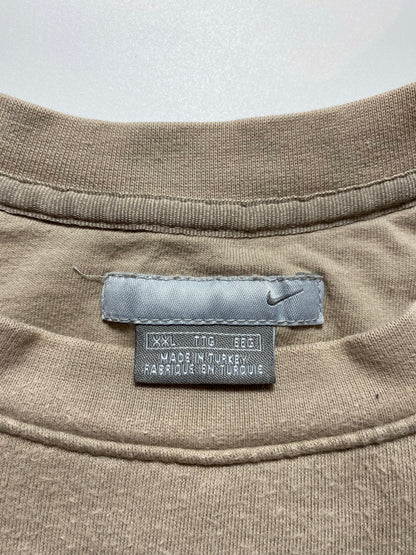 XXL TTG EEG
MADE IN TURKEY
FABRIQUE EN TURQUIE